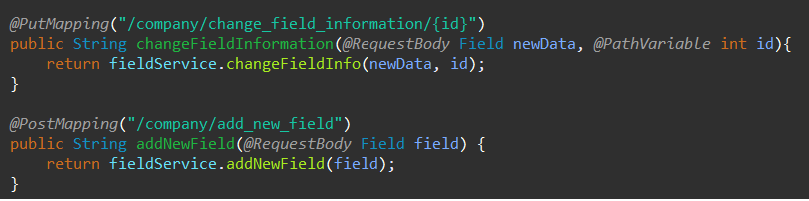 @PutMapping("/company/change_field_information/{id}")
public String changeFieldInformation(@RequestBody Field newData, @PathVariable int id){
    return fieldService.changeFieldInfo(newData, id);
}

@PostMapping("/company/add_new_field")
public String addNewField(@RequestBody Field field) {
    return fieldService.addNewField(field);
}